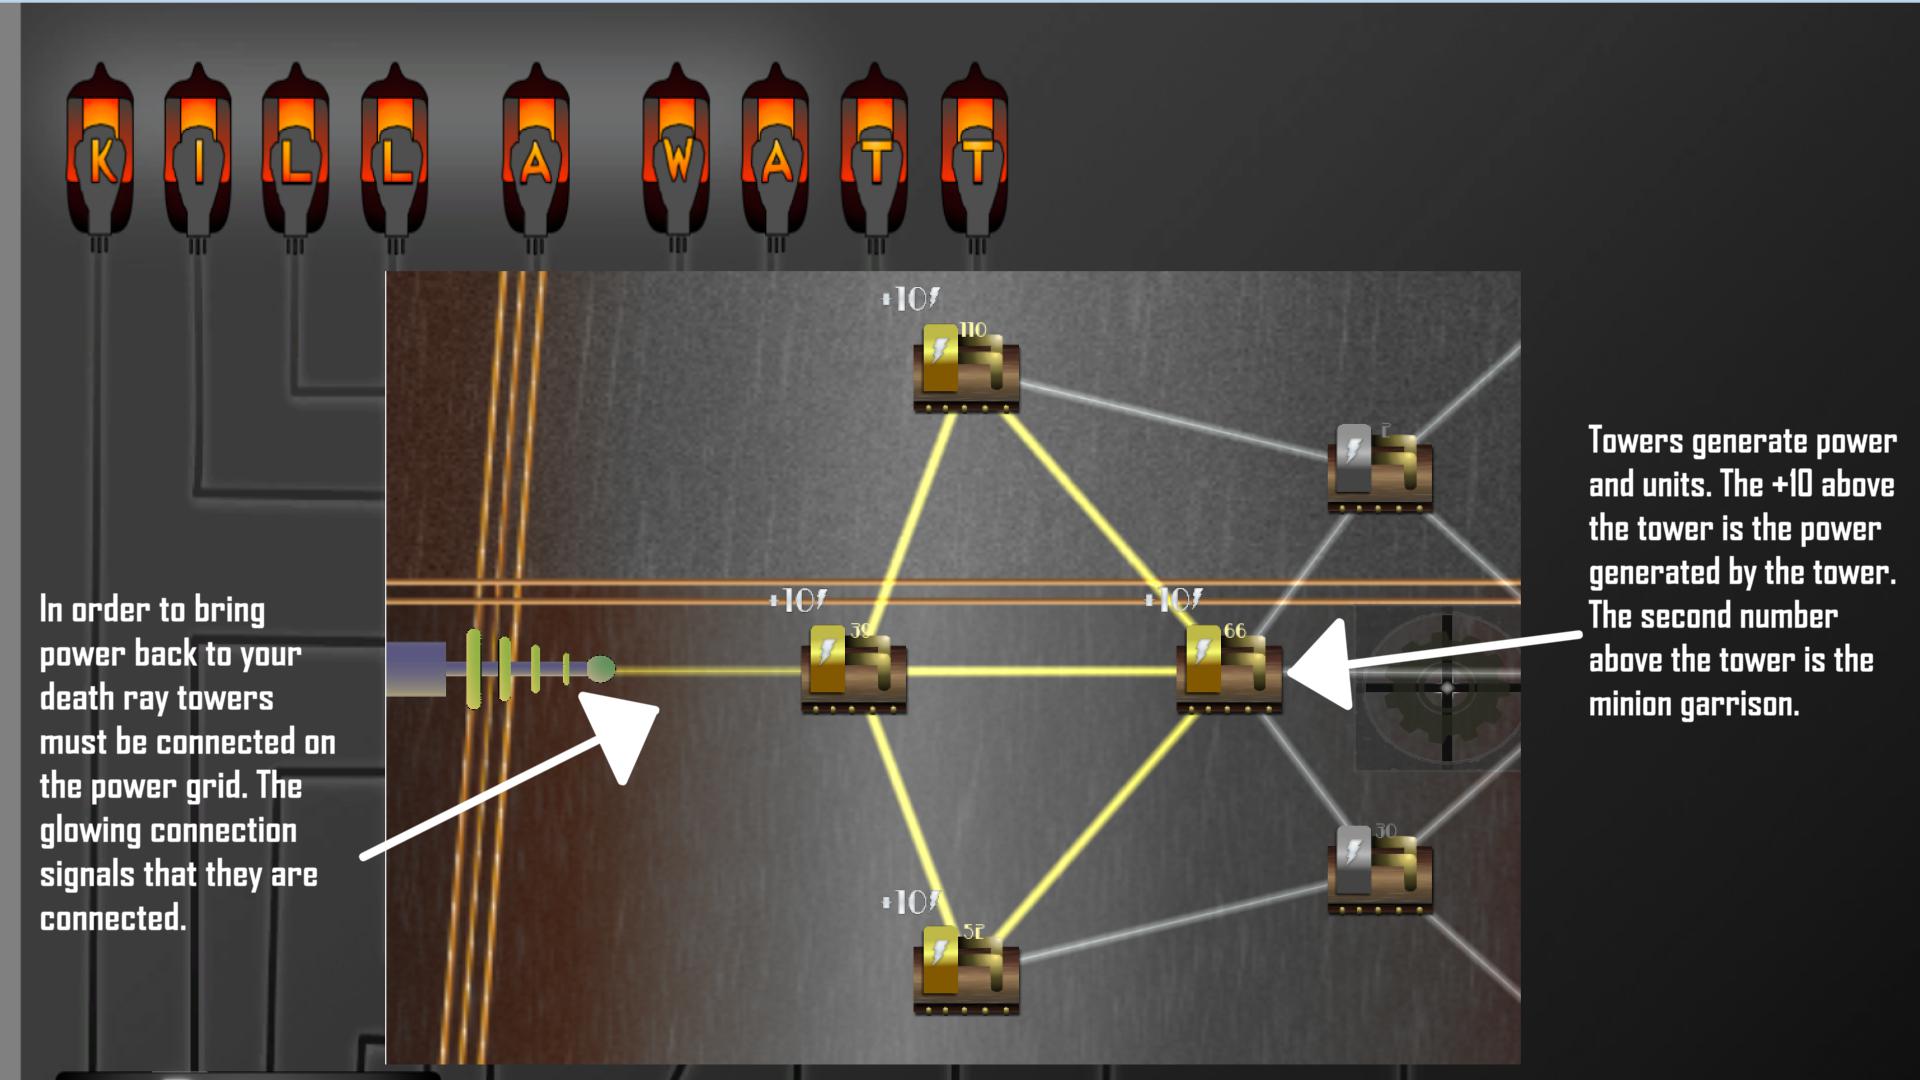 KILL A WATT
+10
110
+10
39
+10
66
30
+10
Towers generate power
and units. The +10 above
the tower is the power
generated by the tower.
The second number
above the tower is the
minion garrison.
In order to bring
power back to your
death ray towers
must be connected on
the power grid. The
glowing connection
signals that they are
connected.